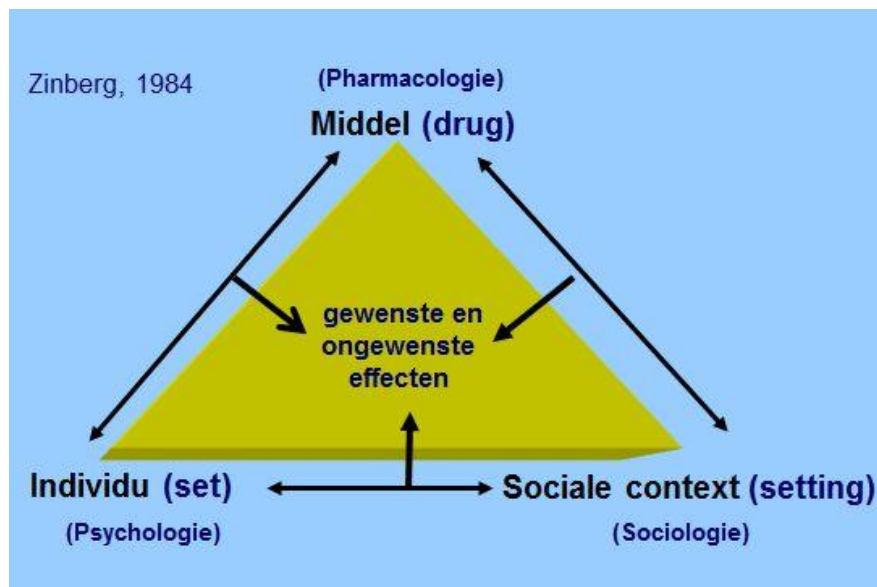 Zinberg, 1984
(Pharmacologie)
Middel (drug)
gewenste en
ongewenste
effecten
Individu (set)
Sociale context (setting)
(Psychologie)
(Sociologie)